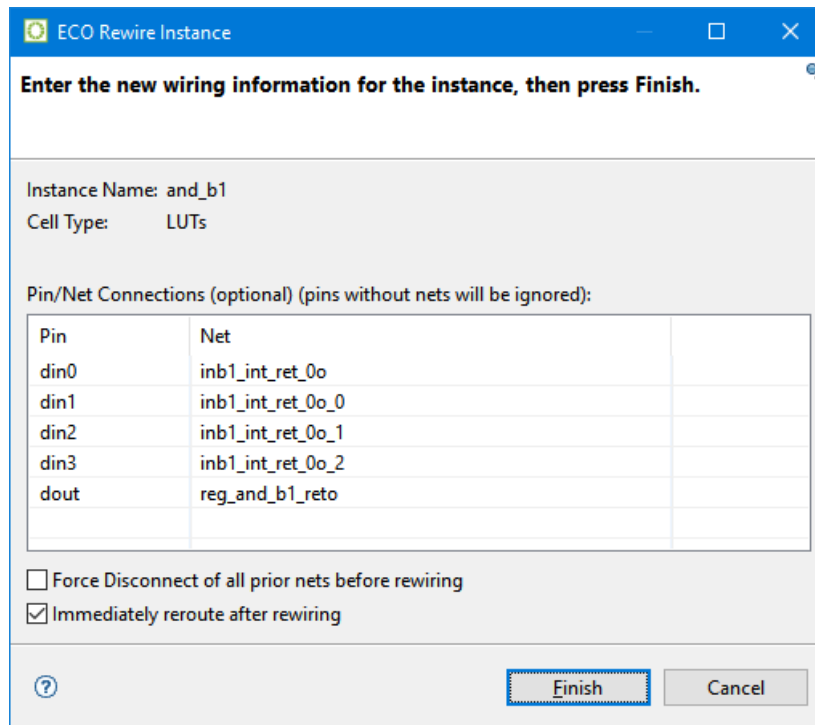 ECO Rewire Instance
Enter the new wiring information for the instance, then press Finish.
Instance Name: and_b1
Cell Type: LUTs
Pin/Net Connections (optional) (pins without nets will be ignored):
Pin Net
din0 inb1_int_ret_0o
din1 inb1_int_ret_0o_0
din2 inb1_int_ret_0o_1
din3 inb1_int_ret_0o_2
dout reg_and_b1_reto
Force Disconnect of all prior nets before rewiring
Immediately reroute after rewiring
? Finish Cancel